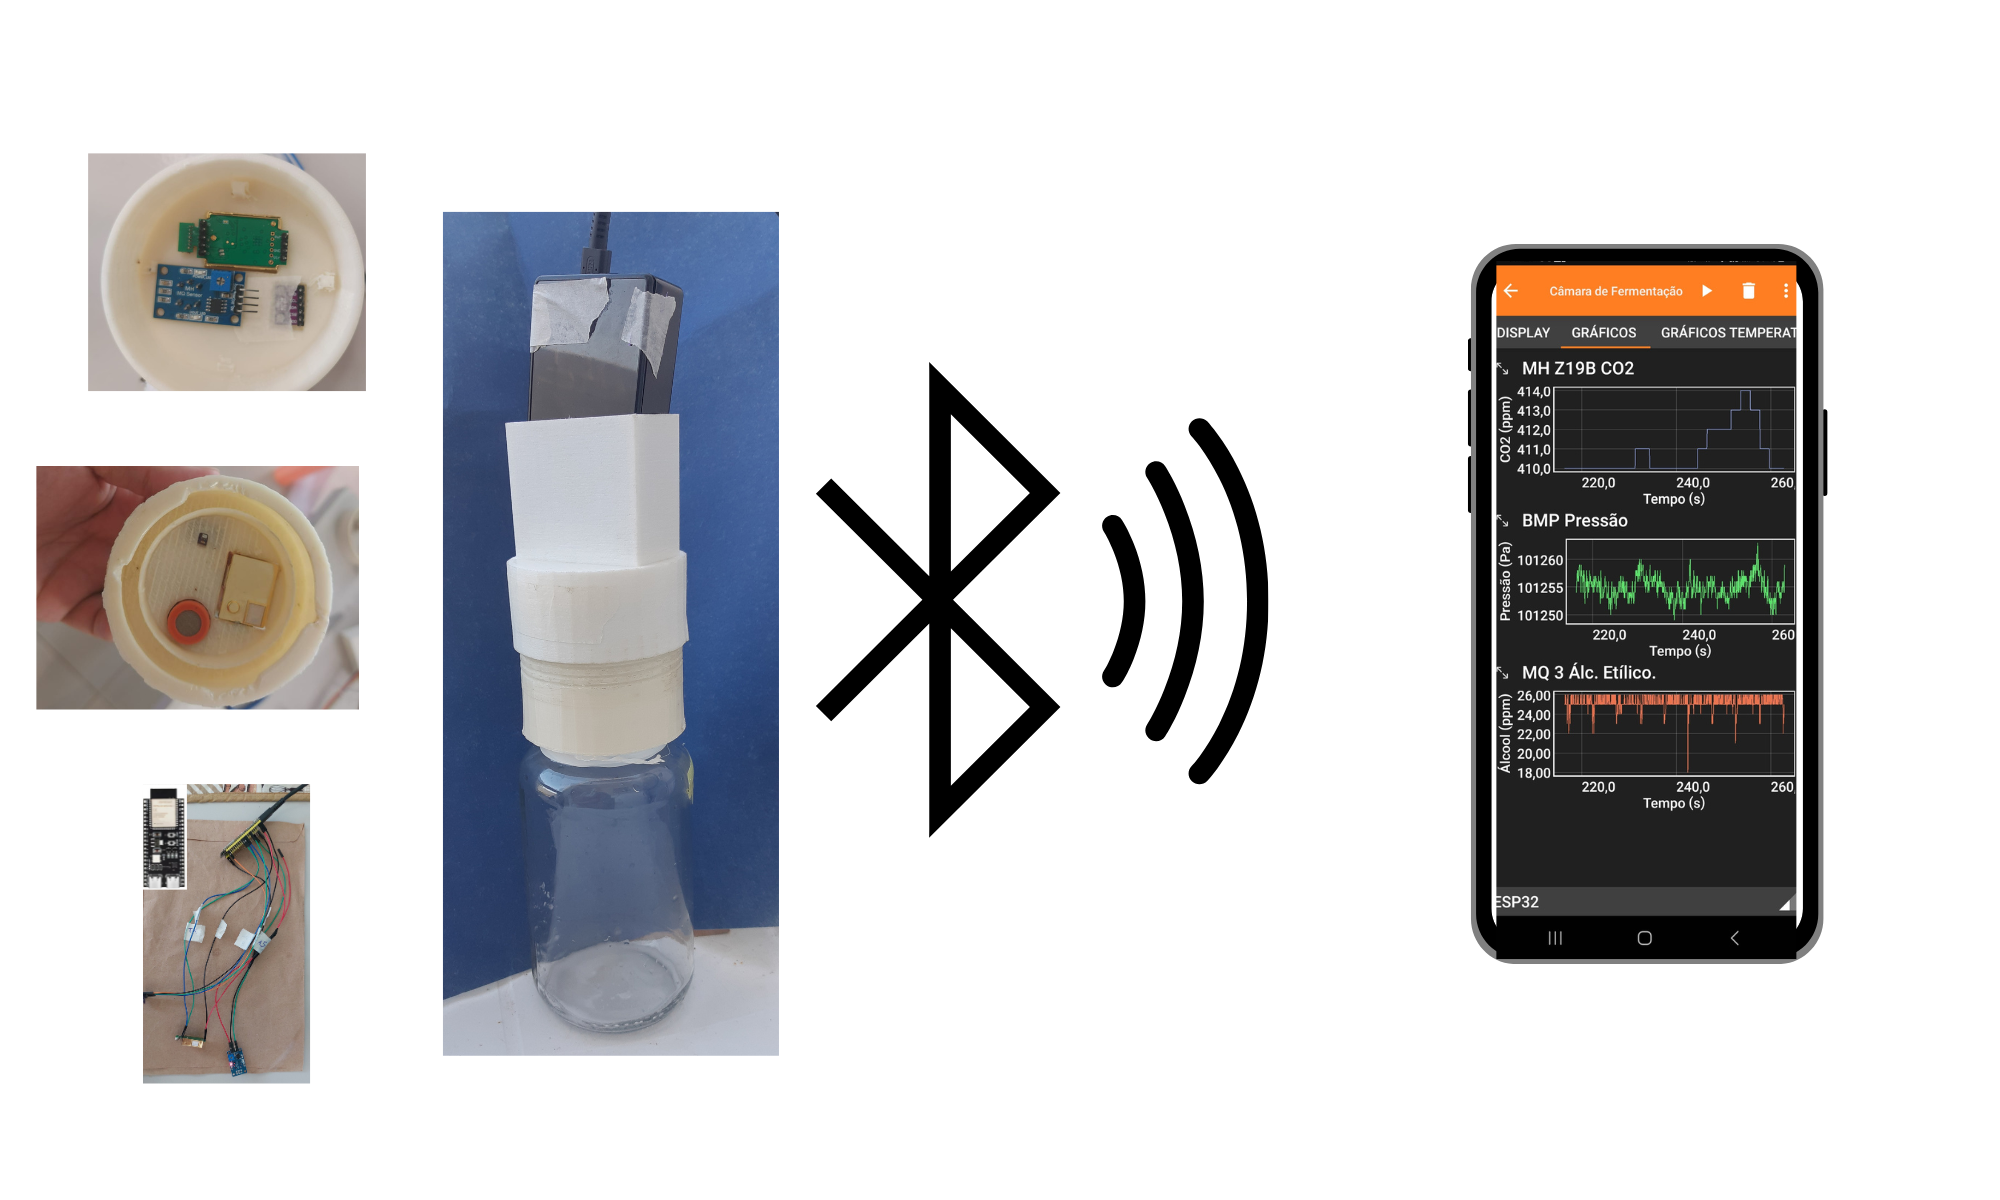 MH
MQ Sensor
Câmara de Fermentação
DISPLAY GRÁFICOS GRÁFICOS TEMPERAT
MH Z19B CO2
CO2 (ppm)
414,0
413,0
412,0
411,0
410,0
220,0 240,0 260,
Tempo (s)
BMP Pressão
Pressão (Pa)
101260
101255
101250
220,0 240,0 260
Tempo (s)
MQ 3 Álc. Etílico.
Álcool (ppm)
26,00
24,00
22,00
20,00
18,00
220,0 240,0 260,
Tempo (s)
ESP32